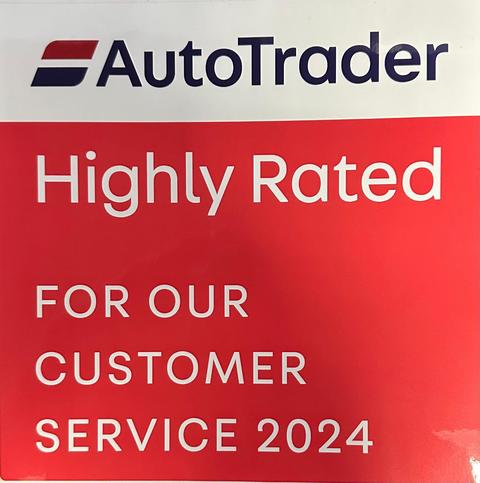 AutoTrader
Highly Rated
FOR OUR
CUSTOMER
SERVICE 2024